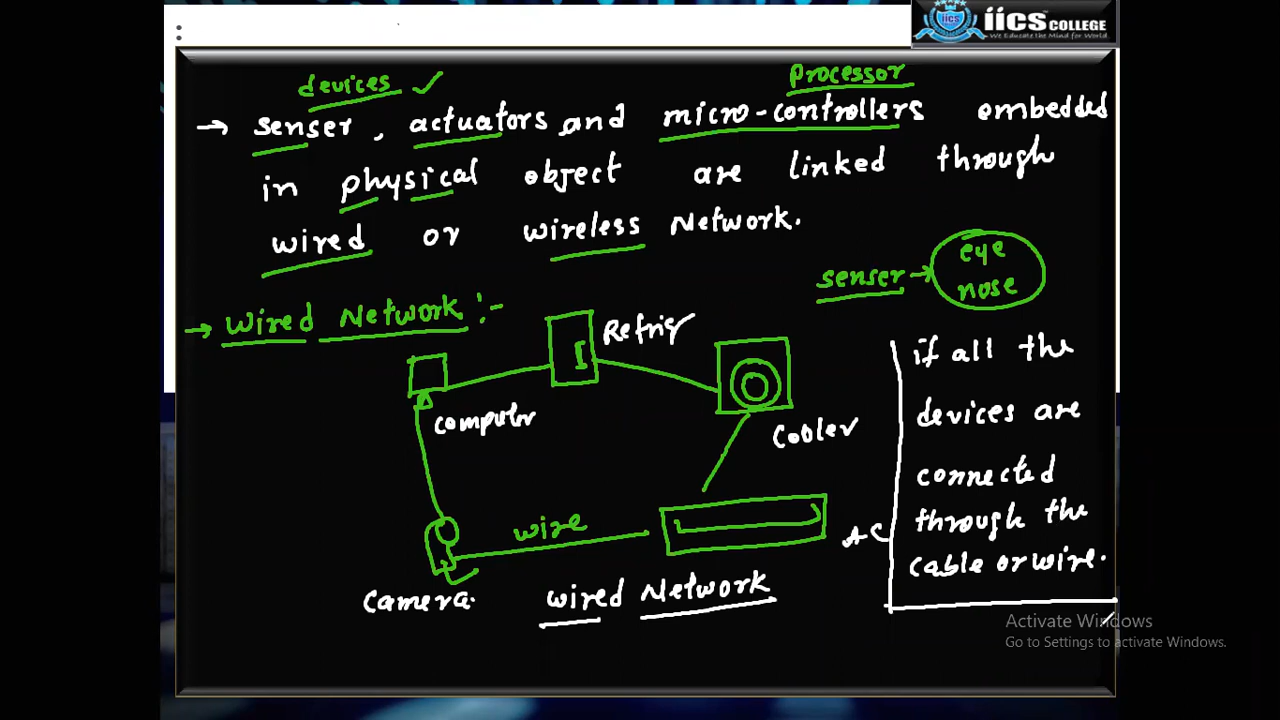 iics COLLEGE
iics
We Educate the Mind for World.
:
devices ✓
processor
→ senser, actuators and micro-controllers embedded
in physical object are linked through
wired or wireless Network.
senser → eye
nose
→ wired Network :-
Refrig
computer
Cooler
if all the
devices are
connected
through the
cable or wire.
wire
AC
camera.
wired Network
Activate Windows
Go to Settings to activate Windows.